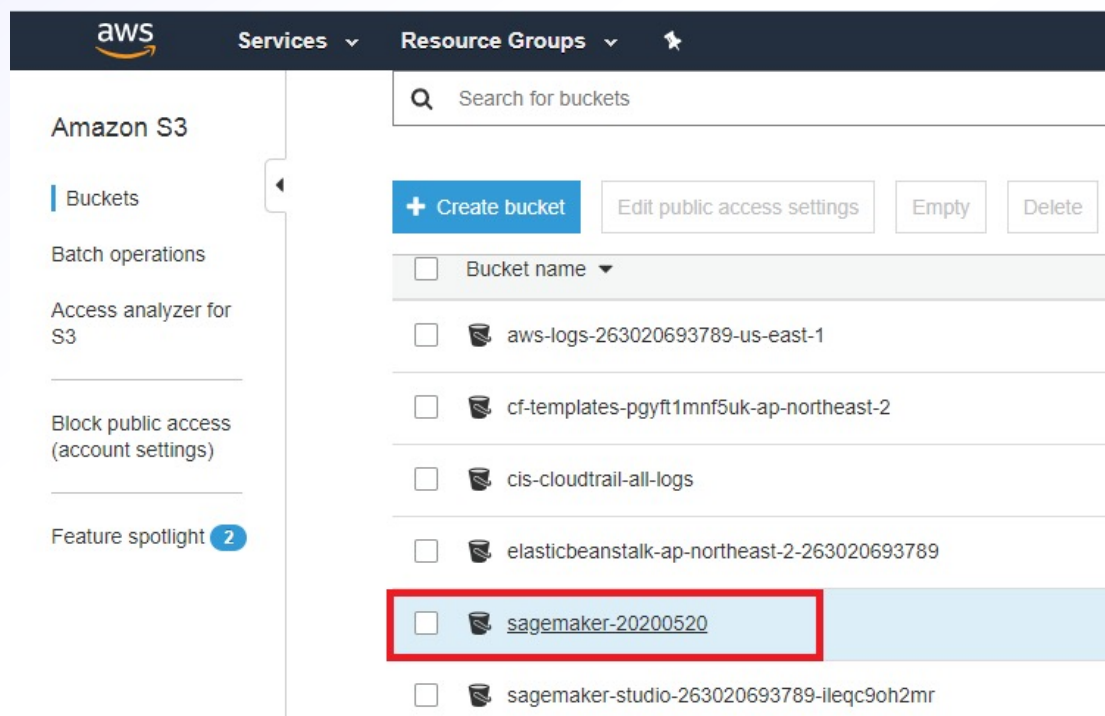 aws
Services
Resource Groups
Amazon S3
Buckets
Batch operations
Access analyzer for
S3
Block public access
(account settings)
Feature spotlight 2
Search for buckets
Create bucket
Edit public access settings
Empty
Delete
Bucket name
aws-logs-263020693789-us-east-1
cf-templates-pgyft1mnf5uk-ap-northeast-2
cis-cloudtrail-all-logs
elasticbeanstalk-ap-northeast-2-263020693789
sagemaker-20200520
sagemaker-studio-263020693789-ileqc9oh2mr